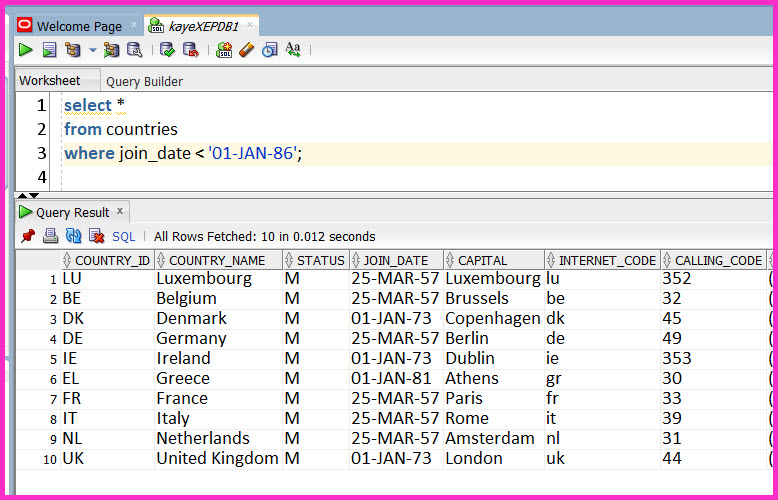 Welcome Page × kayeXEPDB1 ×
SQL Aa
Worksheet Query Builder
1 select *
2 from countries
3 where join_date < '01-JAN-86';
4
Query Result ×
SQL | All Rows Fetched: 10 in 0.012 seconds
COUNTRY_ID COUNTRY_NAME STATUS JOIN_DATE CAPITAL INTERNET_CODE CALLING_CODE
1 LU Luxembourg M 25-MAR-57 Luxembourg lu 352 (
2 BE Belgium M 25-MAR-57 Brussels be 32 (
3 DK Denmark M 01-JAN-73 Copenhagen dk 45 (
4 DE Germany M 25-MAR-57 Berlin de 49 (
5 IE Ireland M 01-JAN-73 Dublin ie 353 (
6 EL Greece M 01-JAN-81 Athens gr 30 (
7 FR France M 25-MAR-57 Paris fr 33 (
8 IT Italy M 25-MAR-57 Rome it 39 (
9 NL Netherlands M 25-MAR-57 Amsterdam nl 31 (
10 UK United Kingdom M 01-JAN-73 London uk 44 (